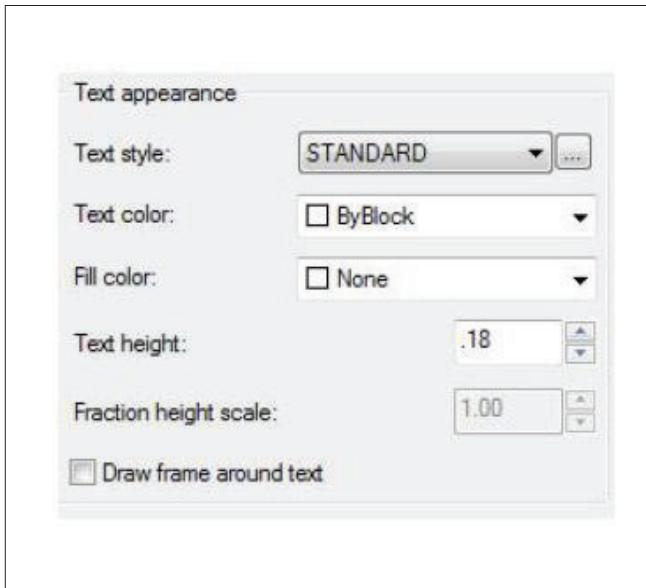 Text appearance
Text style: STANDARD ...
Text color: ByBlock
Fill color: None
Text height: .18
Fraction height scale: 1.00
Draw frame around text